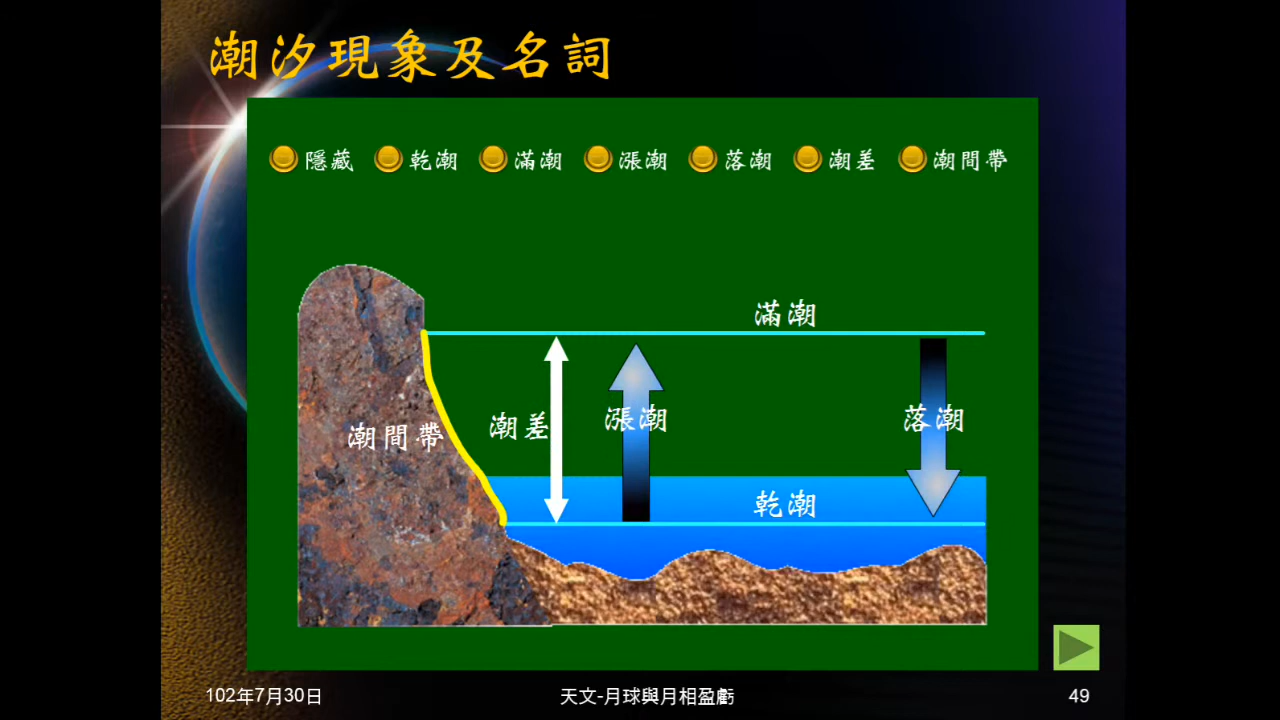 潮汐現象及名詞
隱藏 乾潮 滿潮 漲潮 落潮 潮差 潮間帶
滿潮
潮間帶 潮差 漲潮 落潮
乾潮
102年7月30日 天文-月球與月相盈虧 49